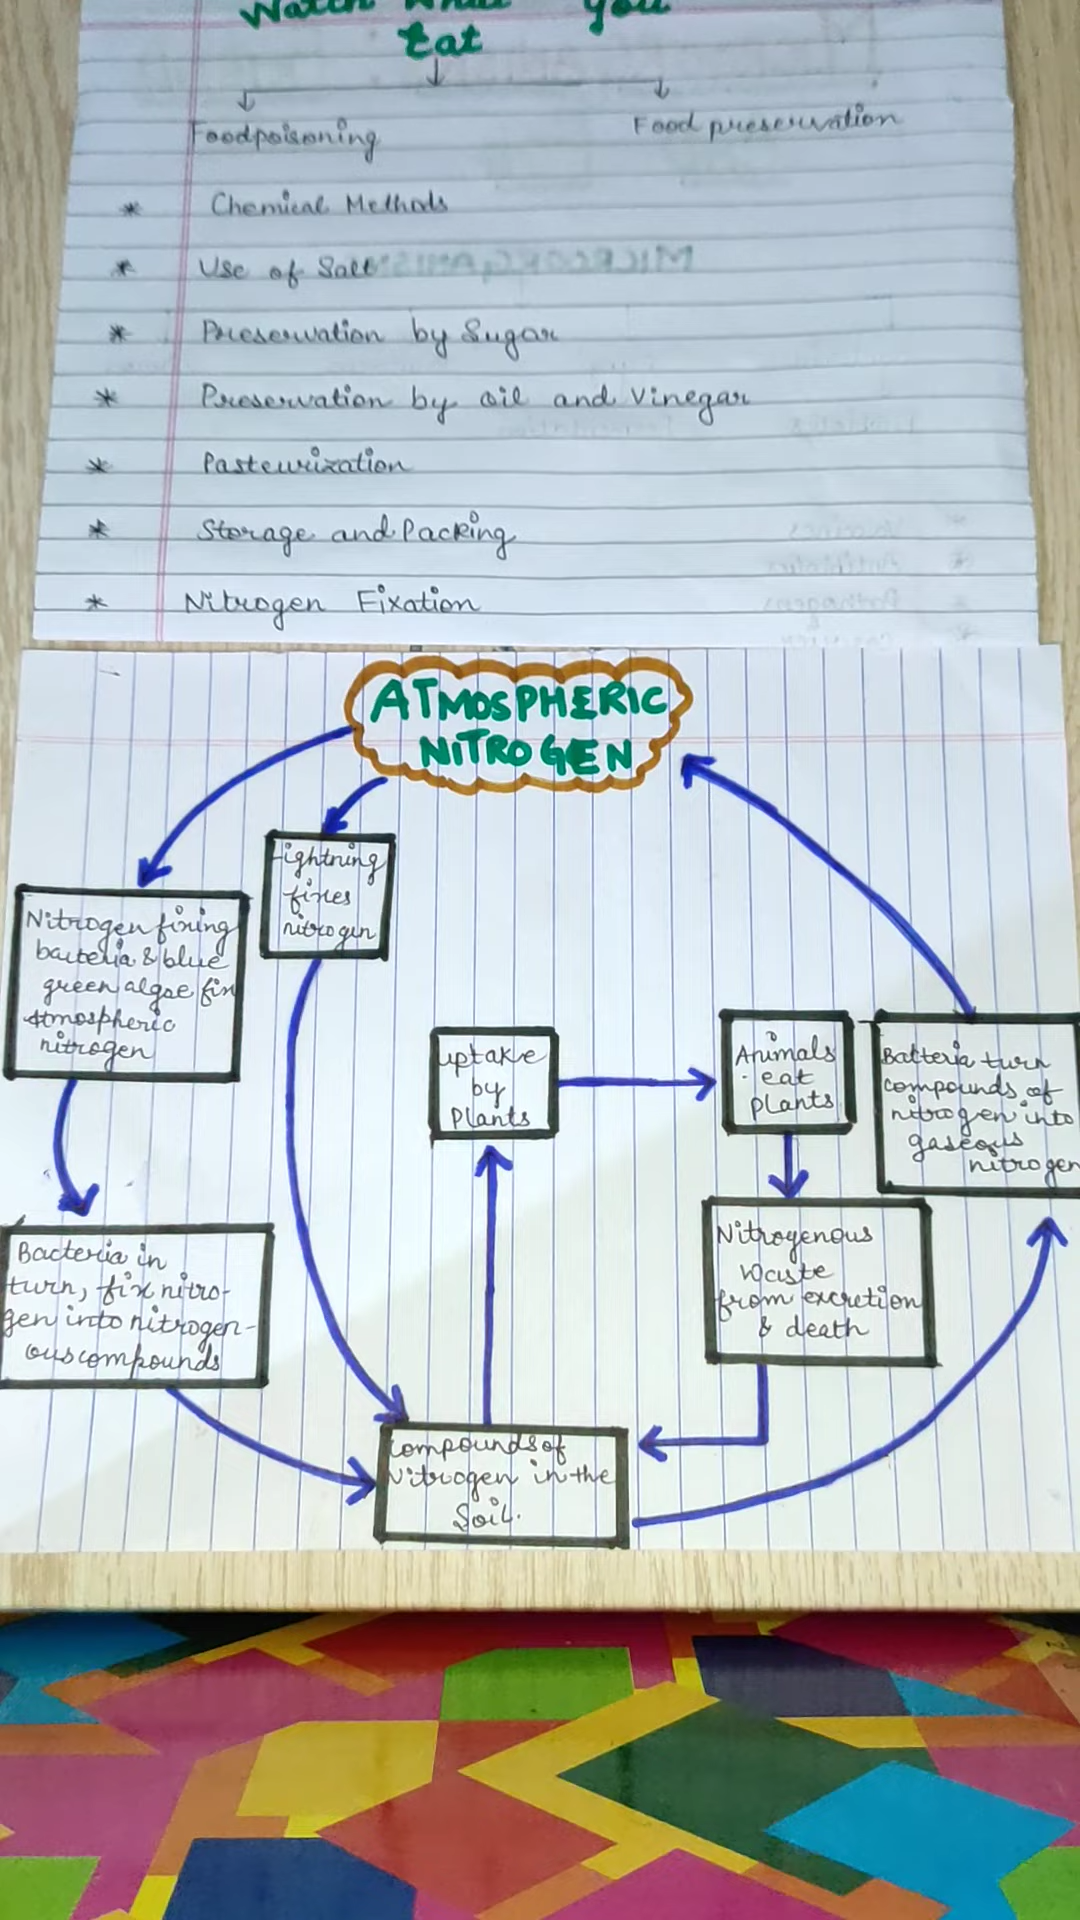 Watch What You
Eat
Foodpoisoning
Food preservation
* Chemical Methods
* Use of Salt
* Preservation by Sugar
* Preservation by oil and Vinegar
* Pasteurization
* Storage and Packing
* Nitrogen Fixation
ATMOSPHERIC
NITROGEN
Lightning
fixes
nitrogen
Nitrogen fixing
bacteria & blue
green algae fix
Atmospheric
nitrogen
uptake
by
Plants
Animals
eat
plants
Bacteria turn
compounds of
nitrogen into
gaseous
nitrogen
Bacteria in
turn, fix nitro-
gen into nitrogen-
ous compounds
Nitrogenous
waste
from excretion
& death
Compounds of
Nitrogen in the
Soil.